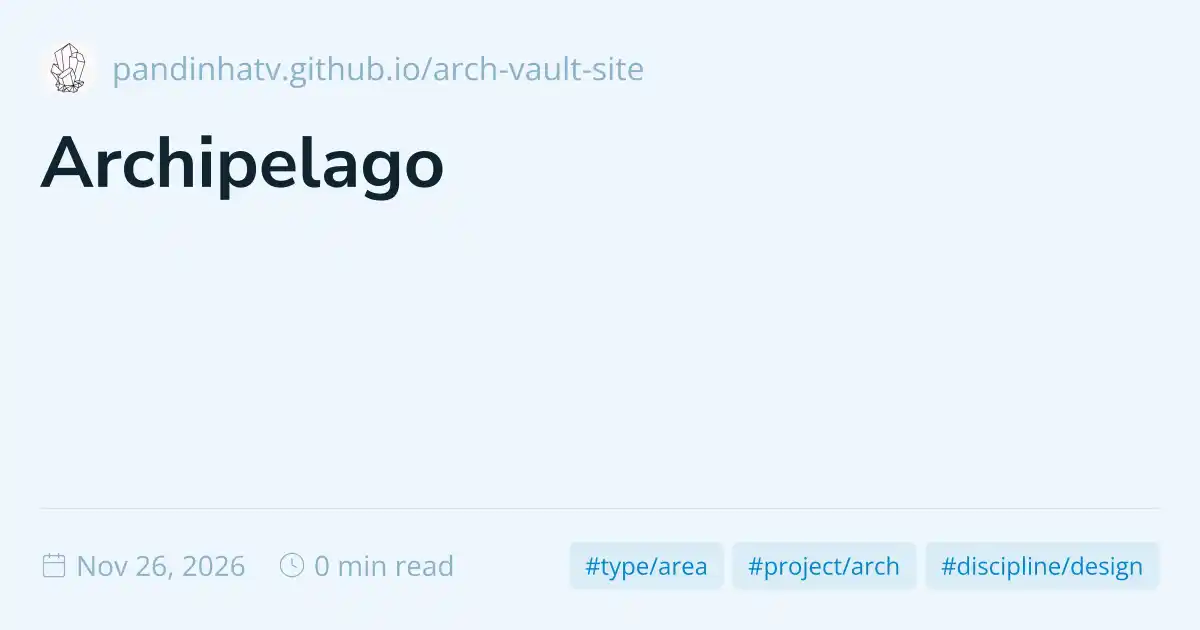 pandinhatv.github.io/arch-vault-site
Archipelago
Nov 26, 2026 0 min read #type/area #project/arch #discipline/design